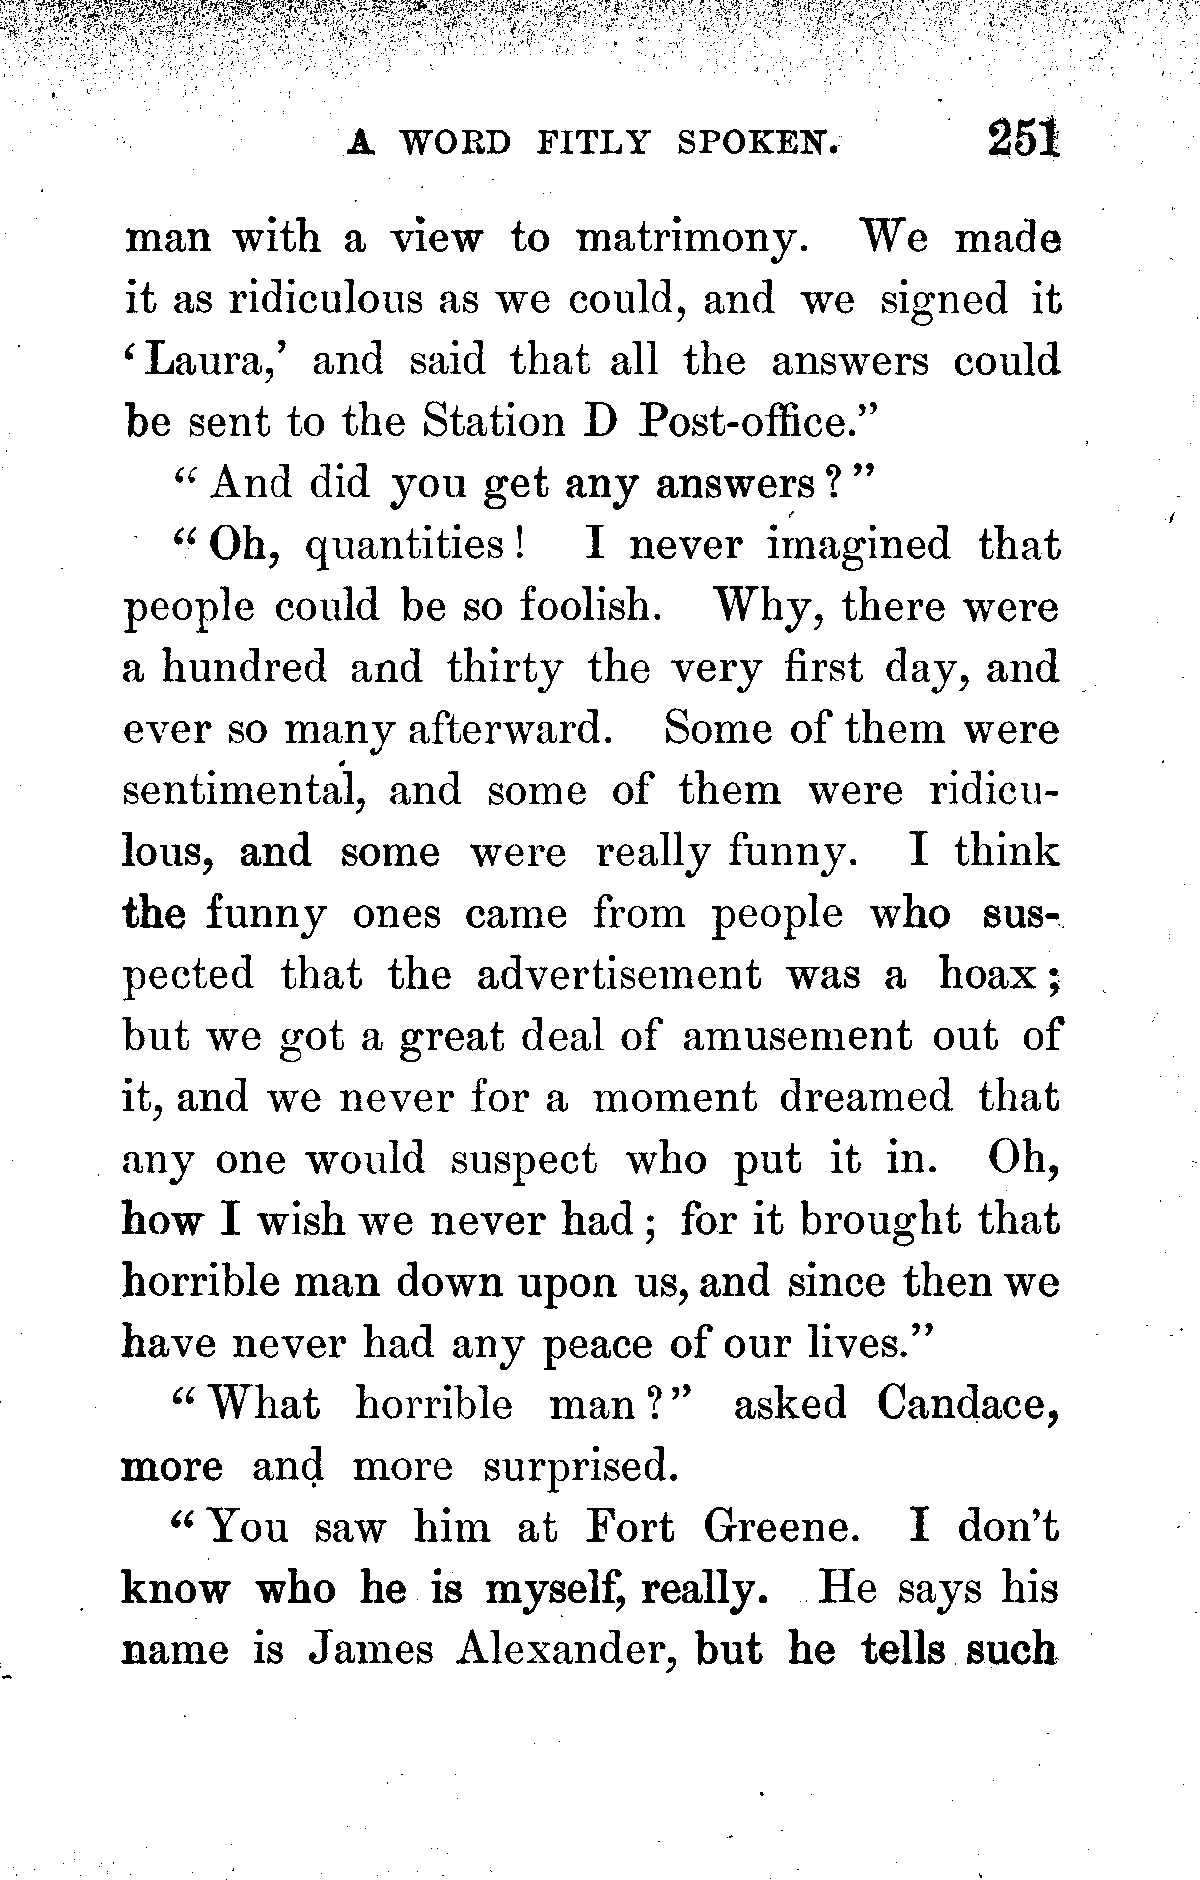 A WORD FITLY SPOKEN. 251
man with a view to matrimony. We made
it as ridiculous as we could, and we signed it
‘Laura,’ and said that all the answers could
be sent to the Station D Post-office.”
“And did you get any answers?”
“Oh, quantities! I never imagined that
people could be so foolish. Why, there were
a hundred and thirty the very first day, and
ever so many afterward. Some of them were
sentimental, and some of them were ridicu-
lous, and some were really funny. I think
the funny ones came from people who sus-
pected that the advertisement was a hoax;
but we got a great deal of amusement out of
it, and we never for a moment dreamed that
any one would suspect who put it in. Oh,
how I wish we never had; for it brought that
horrible man down upon us, and since then we
have never had any peace of our lives.”
“What horrible man?” asked Candace,
more and more surprised.
“You saw him at Fort Greene. I don’t
know who he is myself, really. He says his
name is James Alexander, but he tells such